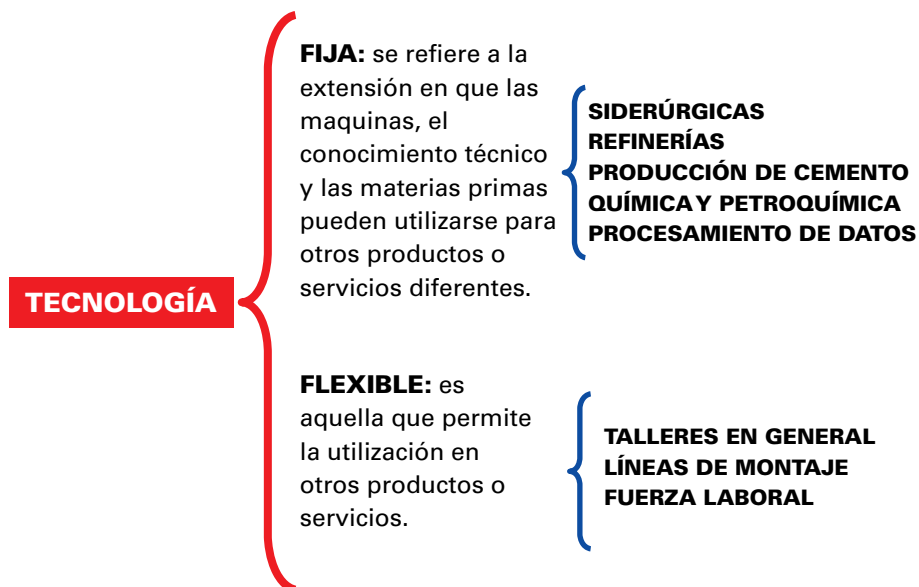 FIJA: se refiere a la
extensión en que las
maquinas, el
conocimiento técnico
y las materias primas
pueden utilizarse para
otros productos o
servicios diferentes.
SIDERÚRGICAS
REFINERÍAS
PRODUCCIÓN DE CEMENTO
QUÍMICA Y PETROQUÍMICA
PROCESAMIENTO DE DATOS
TECNOLOGÍA
FLEXIBLE: es
aquella que permite
la utilización en
otros productos o
servicios.
TALLERES EN GENERAL
LÍNEAS DE MONTAJE
FUERZA LABORAL